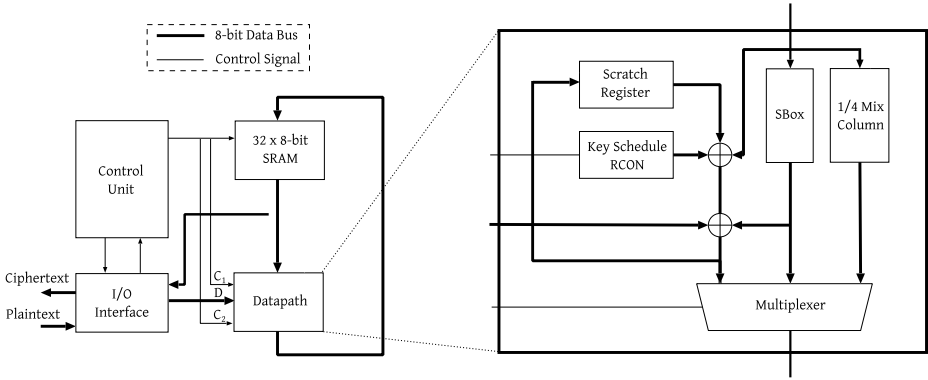 8-bit Data Bus
Control Signal
32 x 8-bit
SRAM
Control
Unit
Ciphertext
Plaintext
I/O
Interface
C1
D
C2
Datapath
Scratch
Register
Key Schedule
RCON
SBox
1/4 Mix
Column
Multiplexer